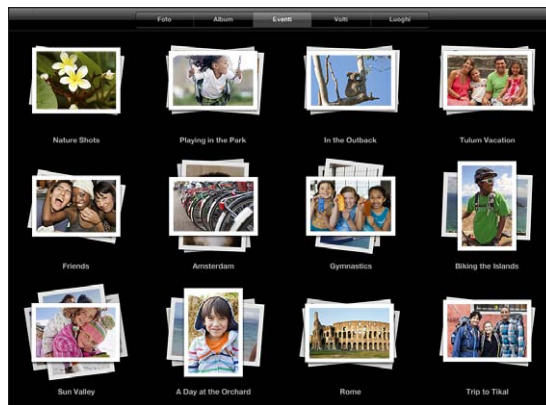 Foto Album Eventi Volti Luoghi
Nature Shots Playing in the Park In the Outback Tulum Vacation
Friends Amsterdam Gymnastics Biking the Islands
Sun Valley A Day at the Orchard Rome Trip to Tikal